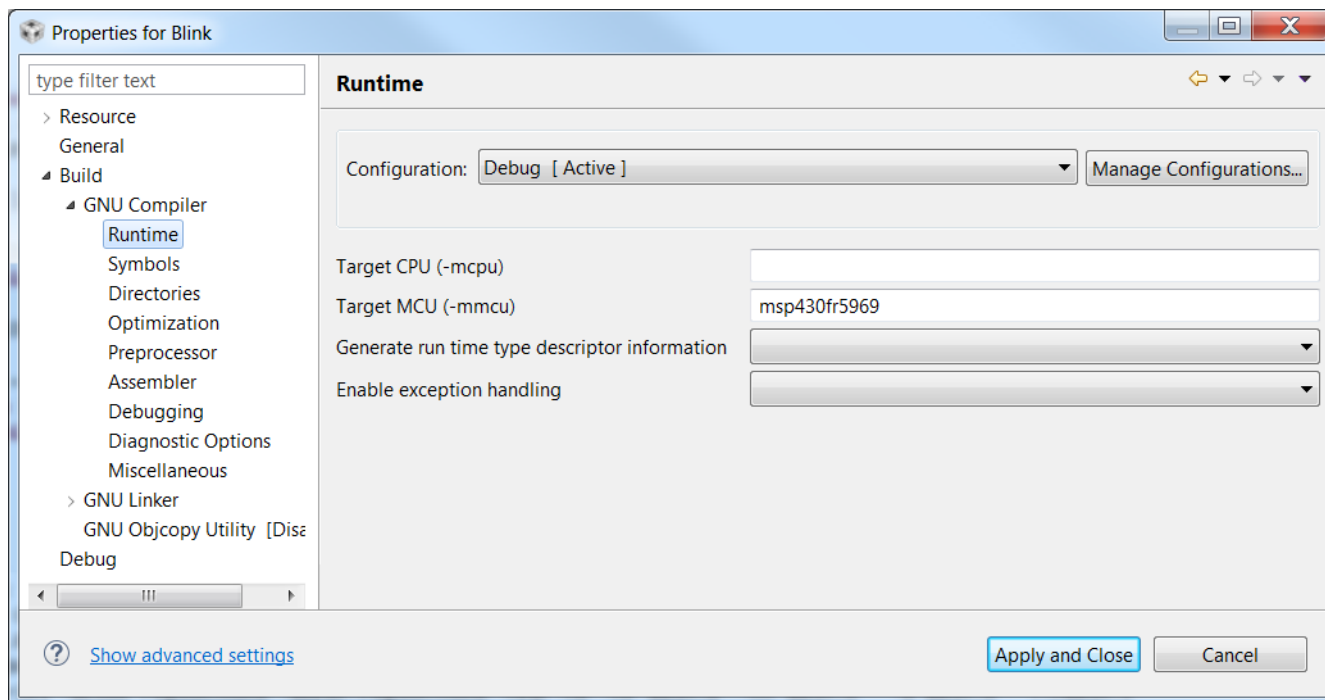 Properties for Blink
type filter text
Resource
General
Build
GNU Compiler
Runtime
Symbols
Directories
Optimization
Preprocessor
Assembler
Debugging
Diagnostic Options
Miscellaneous
GNU Linker
GNU Objcopy Utility [Disa
Debug
Runtime
Configuration: Debug [ Active ] Manage Configurations...
Target CPU (-mcpu)
Target MCU (-mmcu) msp430fr5969
Generate run time type descriptor information
Enable exception handling
Show advanced settings
Apply and Close Cancel